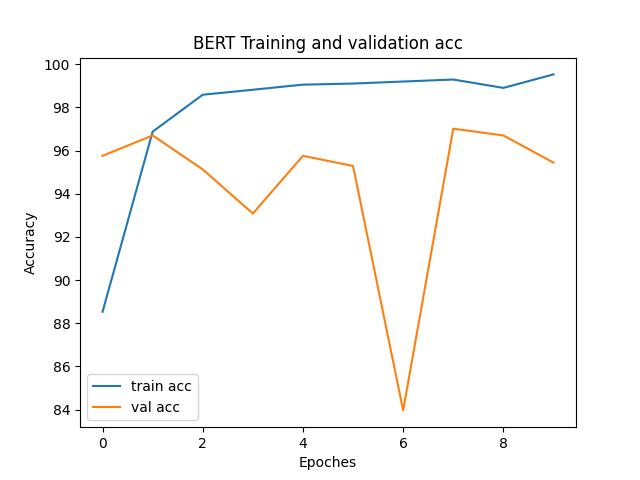 BERT Training and validation acc
Accuracy
100
98
96
94
92
90
88
86
84
train acc
val acc
0 2 4 6 8
Epoches